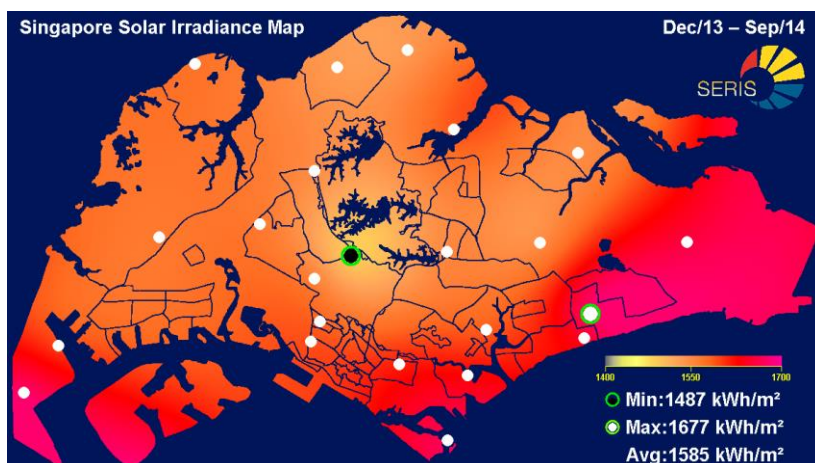 Singapore Solar Irradiance Map
Dec/13 – Sep/14
SERIS
1400 1550 1700
Min:1487 kWh/m²
Max:1677 kWh/m²
Avg:1585 kWh/m²